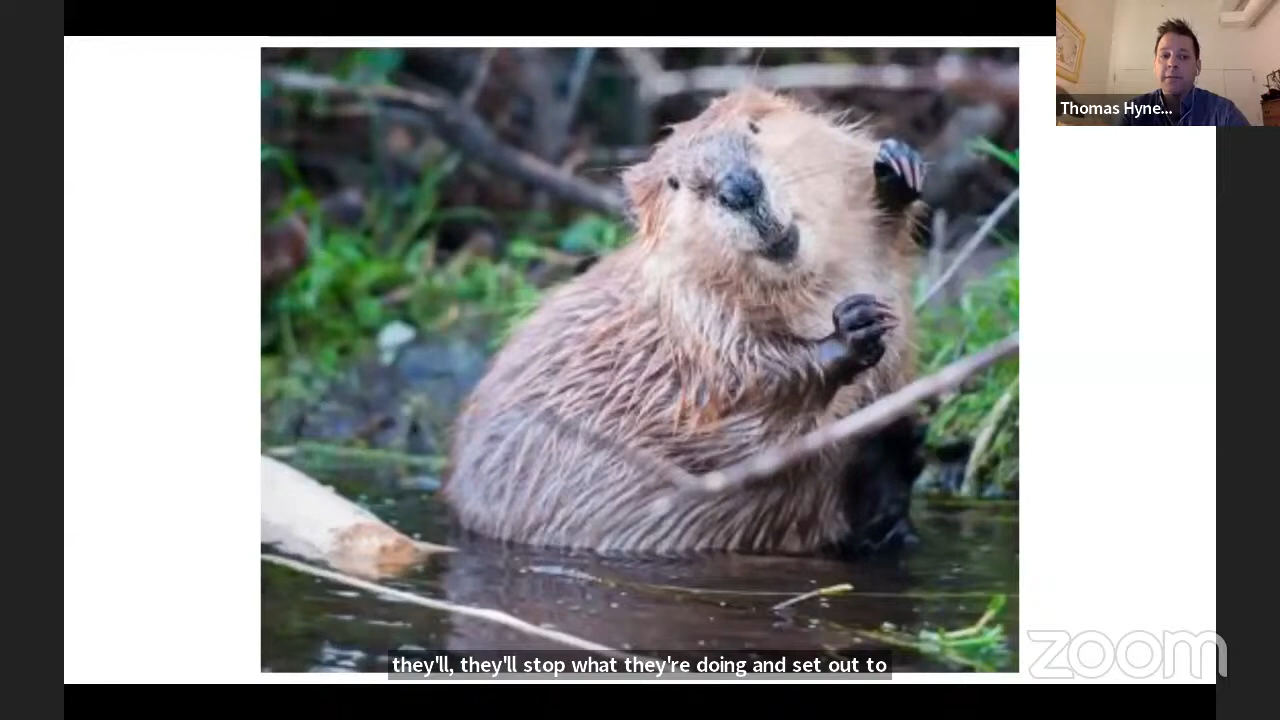 Thomas Hyne...
they'll, they'll stop what they're doing and set out to
zoom